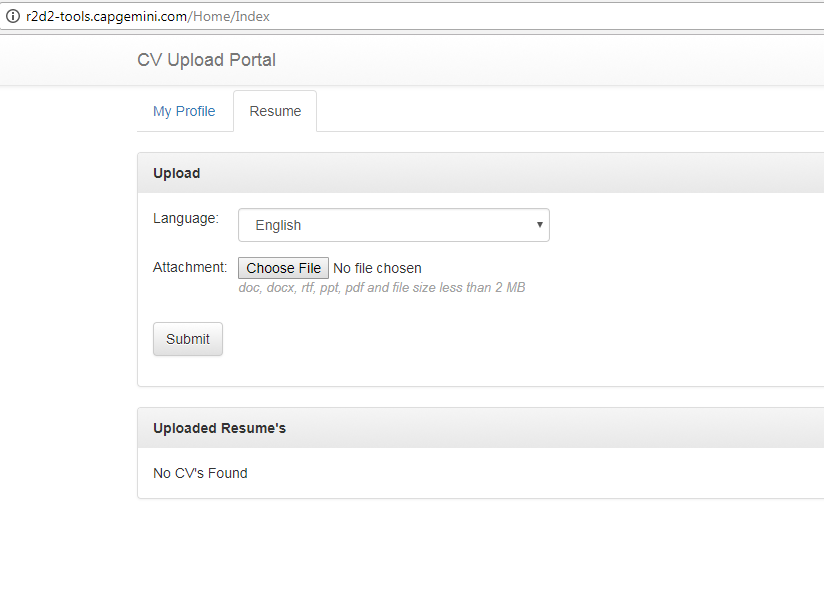 r2d2-tools.capgemini.com/Home/Index
CV Upload Portal
My Profile Resume
Upload
Language: English
Attachment: Choose File No file chosen
doc, docx, rtf, ppt, pdf and file size less than 2 MB
Submit
Uploaded Resume's
No CV's Found